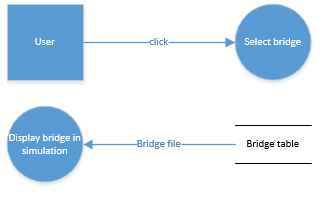 User
click
Select bridge
Display bridge in
simulation
Bridge file
Bridge table